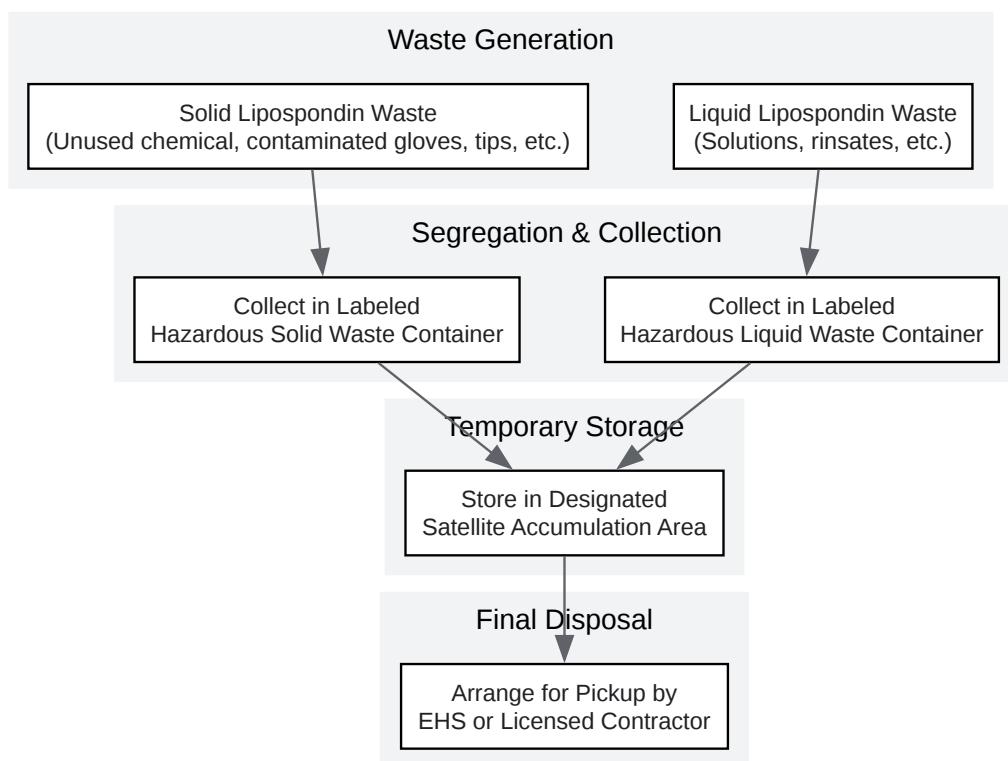 Waste Generation
Solid Lipospondin Waste
(Unused chemical, contaminated gloves, tips, etc.)
Liquid Lipospondin Waste
(Solutions, rinsates, etc.)
Segregation & Collection
Collect in Labeled
Hazardous Solid Waste Container
Collect in Labeled
Hazardous Liquid Waste Container
Temporary Storage
Store in Designated
Satellite Accumulation Area
Final Disposal
Arrange for Pickup by
EHS or Licensed Contractor